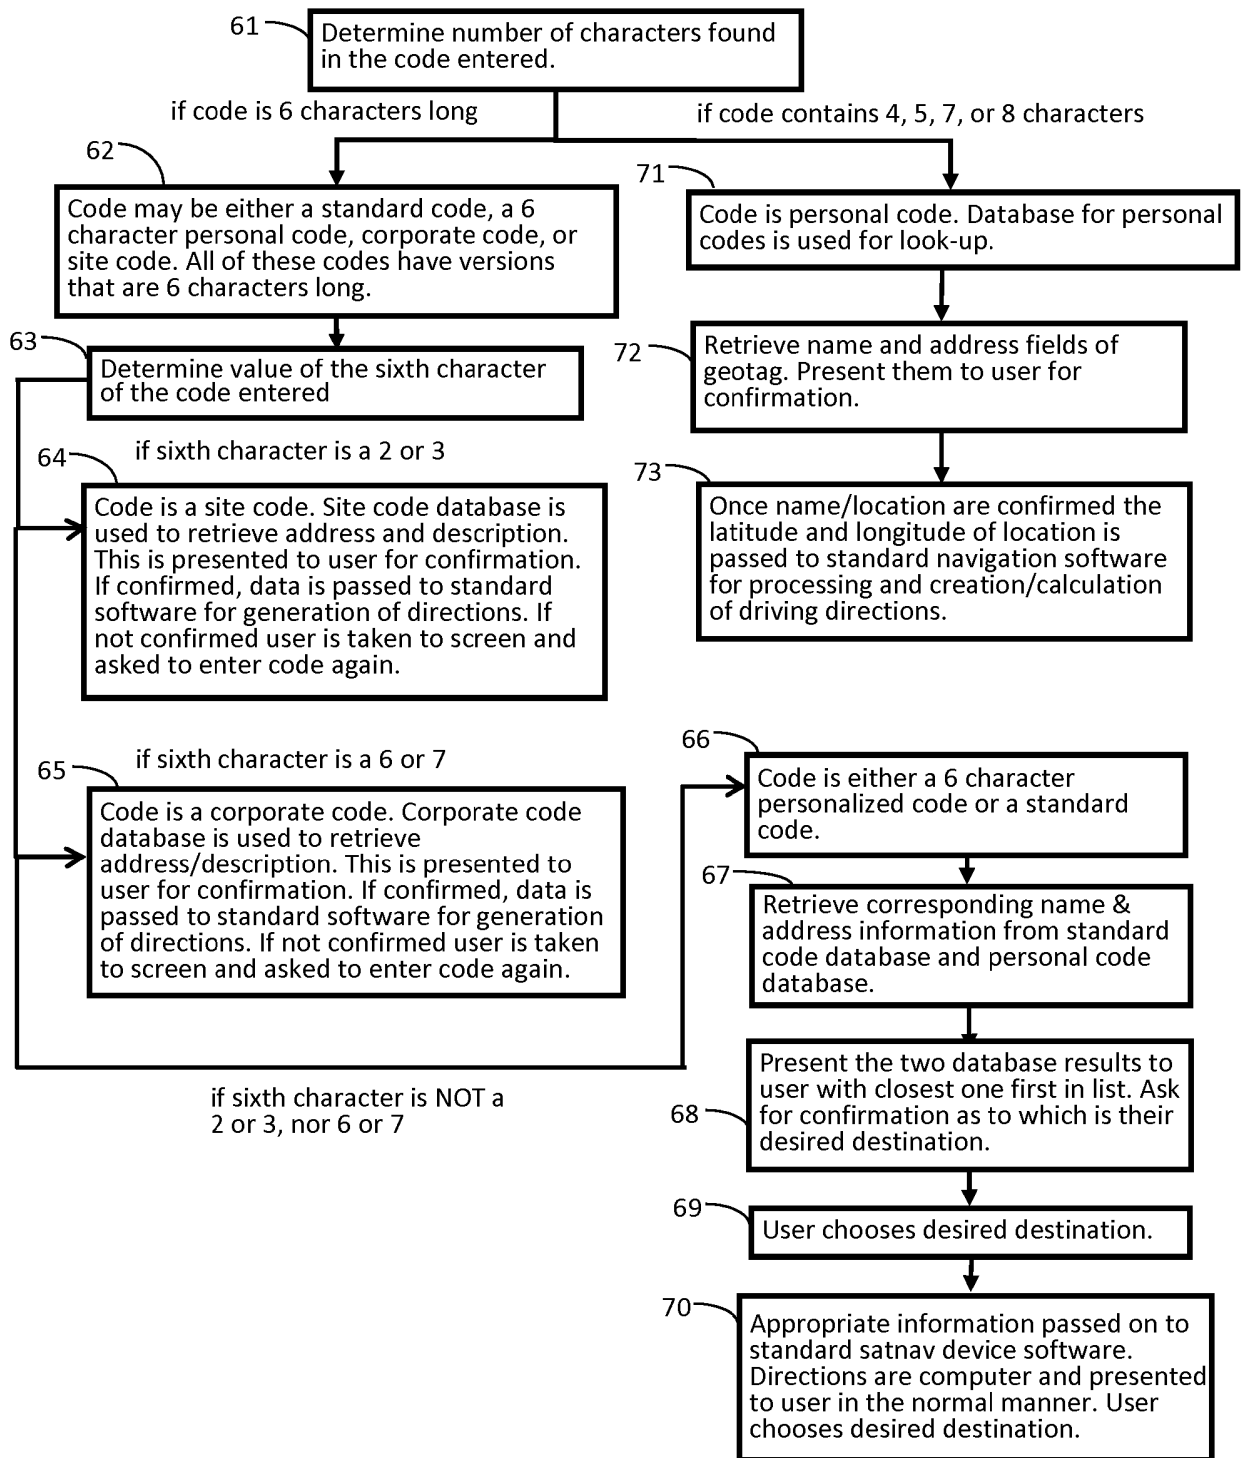 61
Determine number of characters found
in the code entered.
if code is 6 characters long
if code contains 4, 5, 7, or 8 characters
62
Code may be either a standard code, a 6
character personal code, corporate code, or
site code. All of these codes have versions
that are 6 characters long.
71
Code is personal code. Database for personal
codes is used for look-up.
63
Determine value of the sixth character
of the code entered
72
Retrieve name and address fields of
geotag. Present them to user for
confirmation.
if sixth character is a 2 or 3
64
Code is a site code. Site code database is
used to retrieve address and description.
This is presented to user for confirmation.
If confirmed, data is passed to standard
software for generation of directions. If
not confirmed user is taken to screen and
asked to enter code again.
73
Once name/location are confirmed the
latitude and longitude of location is
passed to standard navigation software
for processing and creation/calculation
of driving directions.
if sixth character is a 6 or 7
65
Code is a corporate code. Corporate code
database is used to retrieve
address/description. This is presented to
user for confirmation. If confirmed, data is
passed to standard software for generation
of directions. If not confirmed user is taken
to screen and asked to enter code again.
if sixth character is NOT a
2 or 3, nor 6 or 7
66
Code is either a 6 character
personalized code or a standard
code.
67
Retrieve corresponding name &
address information from standard
code database and personal code
database.
68
Present the two database results to
user with closest one first in list. Ask
for confirmation as to which is their
desired destination.
69
User chooses desired destination.
70
Appropriate information passed on to
standard satnav device software.
Directions are computer and presented
to user in the normal manner. User
chooses desired destination.